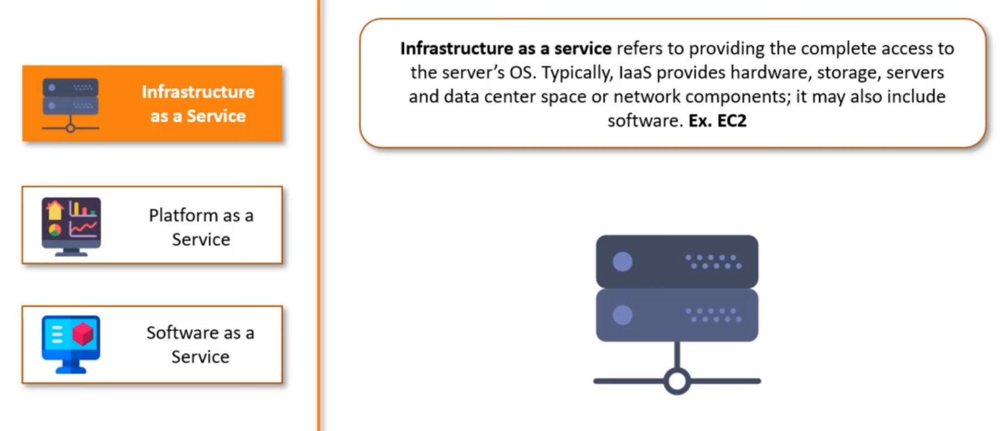 Infrastructure
as a Service
Platform as a
Service
Software as a
Service
Infrastructure as a service refers to providing the complete access to
the server’s OS. Typically, IaaS provides hardware, storage, servers
and data center space or network components; it may also include
software. Ex. EC2